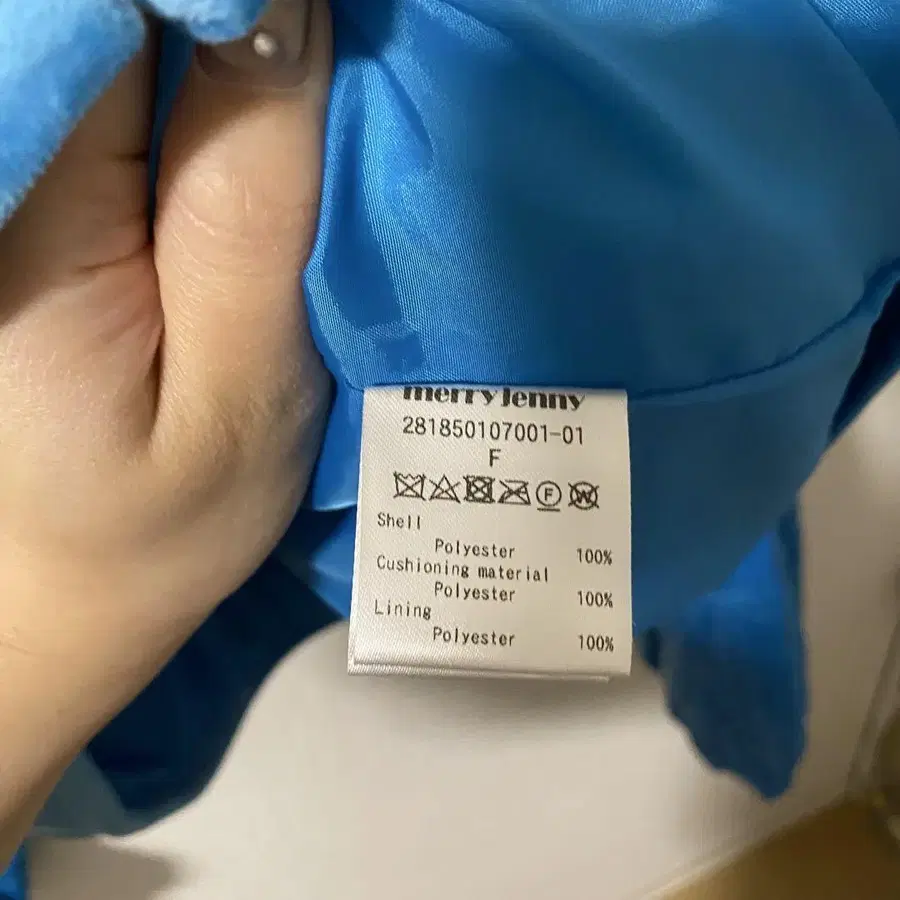 merry jenny
281850107001-01
F
F W
Shell
Polyester 100%
Cushioning material
Polyester 100%
Lining
Polyester 100%